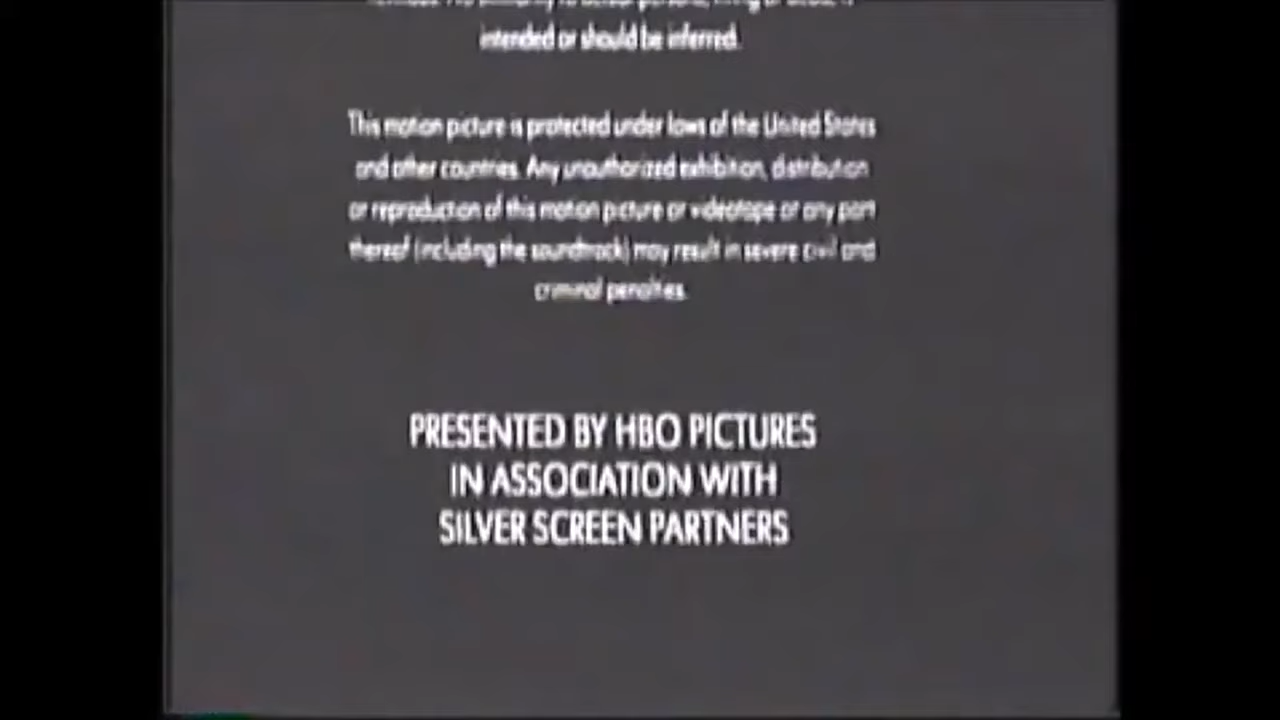 intended or should be inferred.
This motion picture is protected under laws of the United States
and other countries. Any unauthorized exhibition, distribution
or reproduction of this motion picture or videotape or any part
thereof (including the soundtrack) may result in severe civil and
criminal penalties.
PRESENTED BY HBO PICTURES
IN ASSOCIATION WITH
SILVER SCREEN PARTNERS